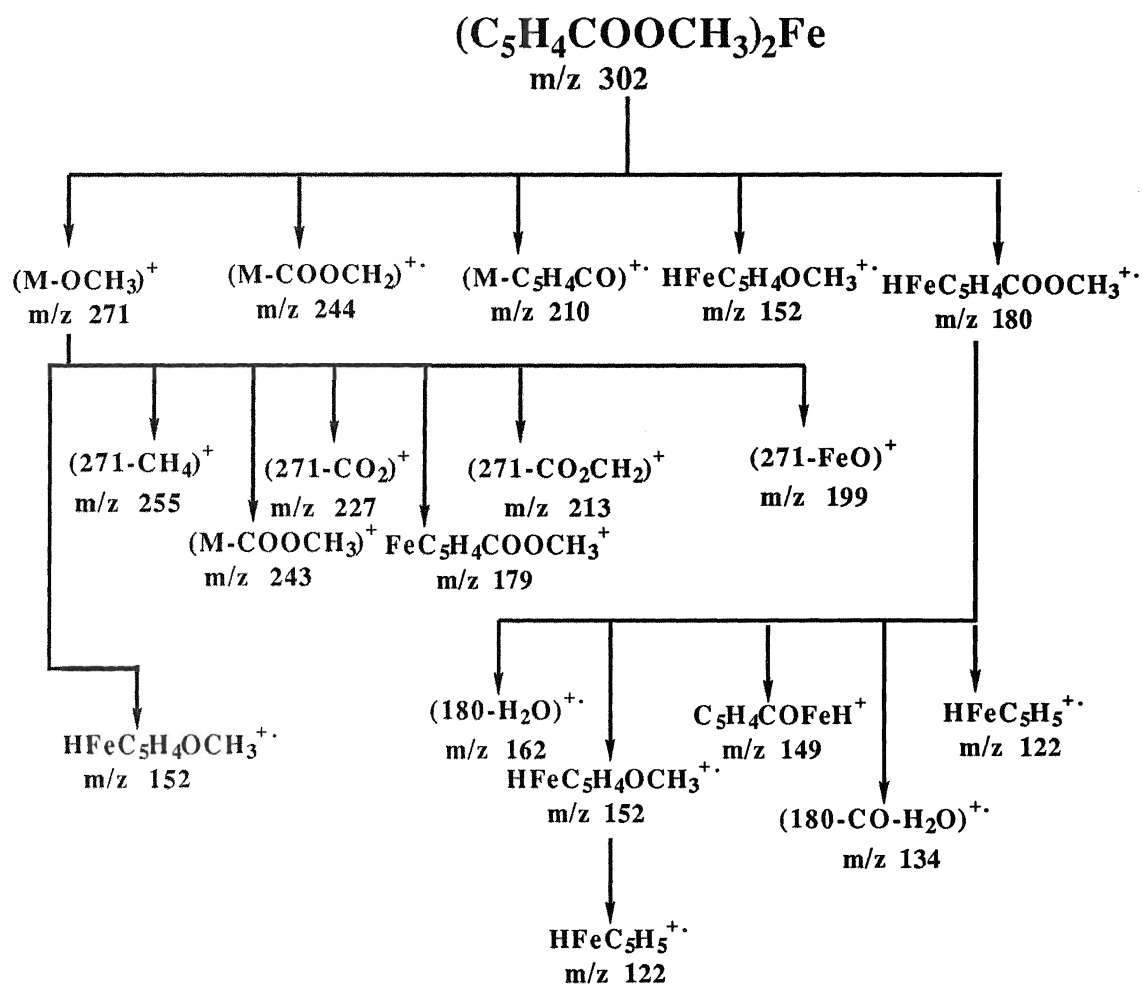 (C₅H₄COOCH₃)₂Fe
m/z 302
(M-OCH₃)⁺
m/z 271
(M-COOCH₂)⁺·
m/z 244
(M-C₅H₄CO)⁺·
m/z 210
HFeC₅H₄OCH₃⁺·
m/z 152
HFeC₅H₄COOCH₃⁺·
m/z 180
(271-CH₄)⁺
m/z 255
(271-CO₂)⁺
m/z 227
(271-CO₂CH₂)⁺
m/z 213
(271-FeO)⁺
m/z 199
(M-COOCH₃)⁺
m/z 243
FeC₅H₄COOCH₃⁺
m/z 179
HFeC₅H₄OCH₃⁺·
m/z 152
(180-H₂O)⁺·
m/z 162
HFeC₅H₄OCH₃⁺·
m/z 152
C₅H₄COFeH⁺
m/z 149
HFeC₅H₅⁺·
m/z 122
(180-CO-H₂O)⁺·
m/z 134
HFeC₅H₅⁺·
m/z 122